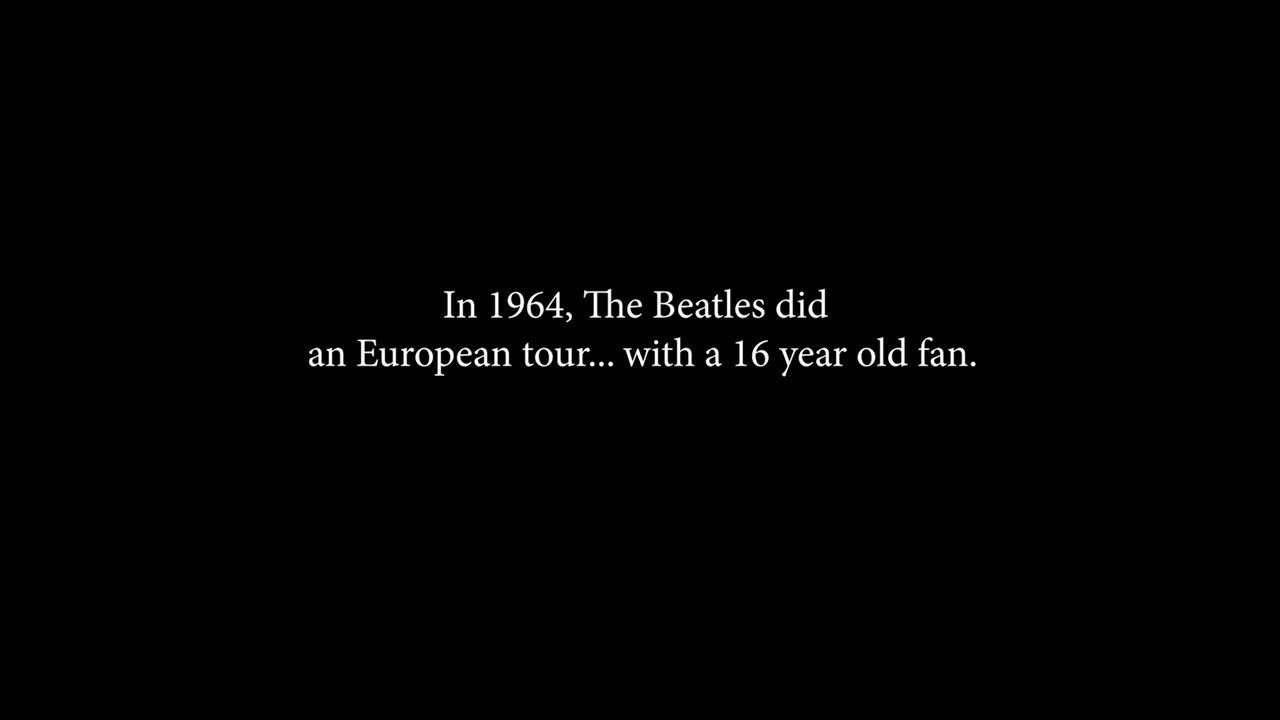 In 1964, The Beatles did
an European tour... with a 16 year old fan.